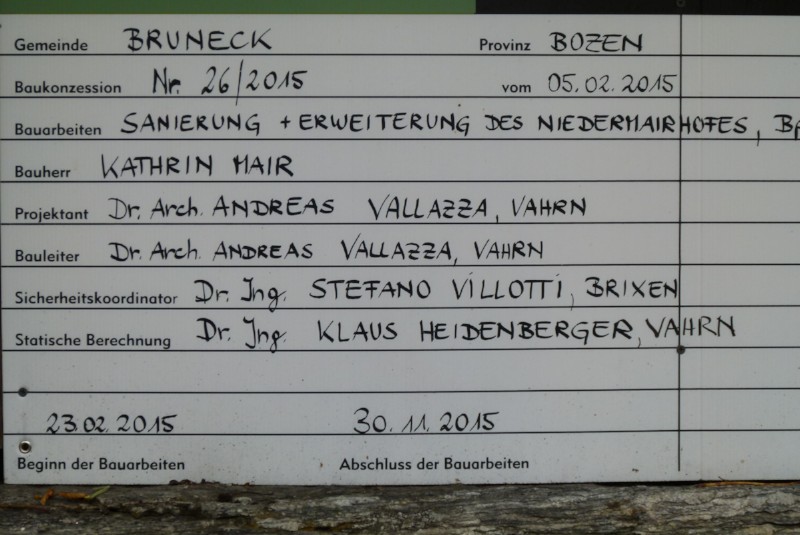 Gemeinde BRUNECK Provinz BOZEN
Baukonzession Nr. 26/2015 vom 05.02.2015
Bauarbeiten SANIERUNG + ERWEITERUNG DES NIEDERMAIRHOFES,
Bauherr KATHRIN MAIR
Projektant Dr. Arch. ANDREAS VALLAZZA, VAHRN
Bauleiter Dr. Arch. ANDREAS VALLAZZA, VAHRN
Sicherheitskoordinator Dr. Ing. STEFANO VILLOTTI, BRIXEN
Statische Berechnung Dr. Ing. KLAUS HEIDENBERGER, VAHRN
23.02.2015 30.11.2015
Beginn der Bauarbeiten Abschluss der Bauarbeiten